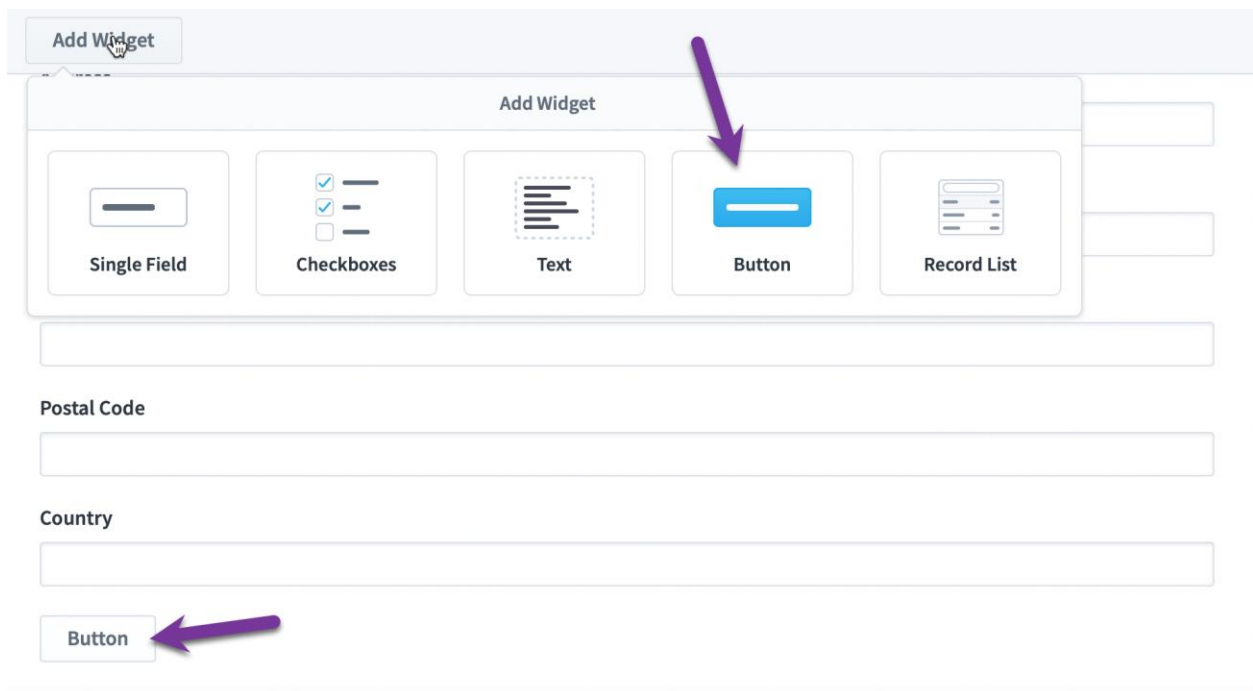 Add Widget
Add Widget
Single Field
Checkboxes
Text
Button
Record List
Postal Code
Country
Button